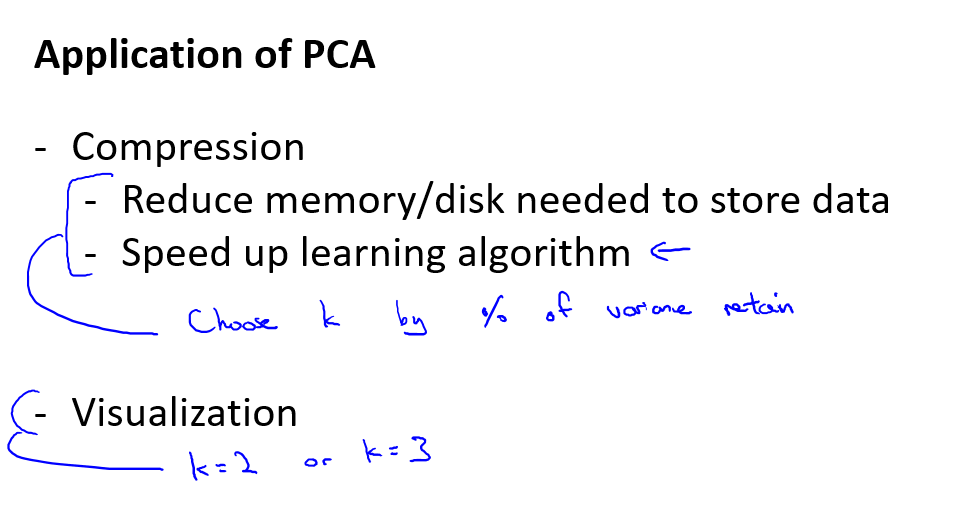 Application of PCA
- Compression
- Reduce memory/disk needed to store data
- Speed up learning algorithm ←
Choose k by % of variance retain
- Visualization
k=2 or k=3